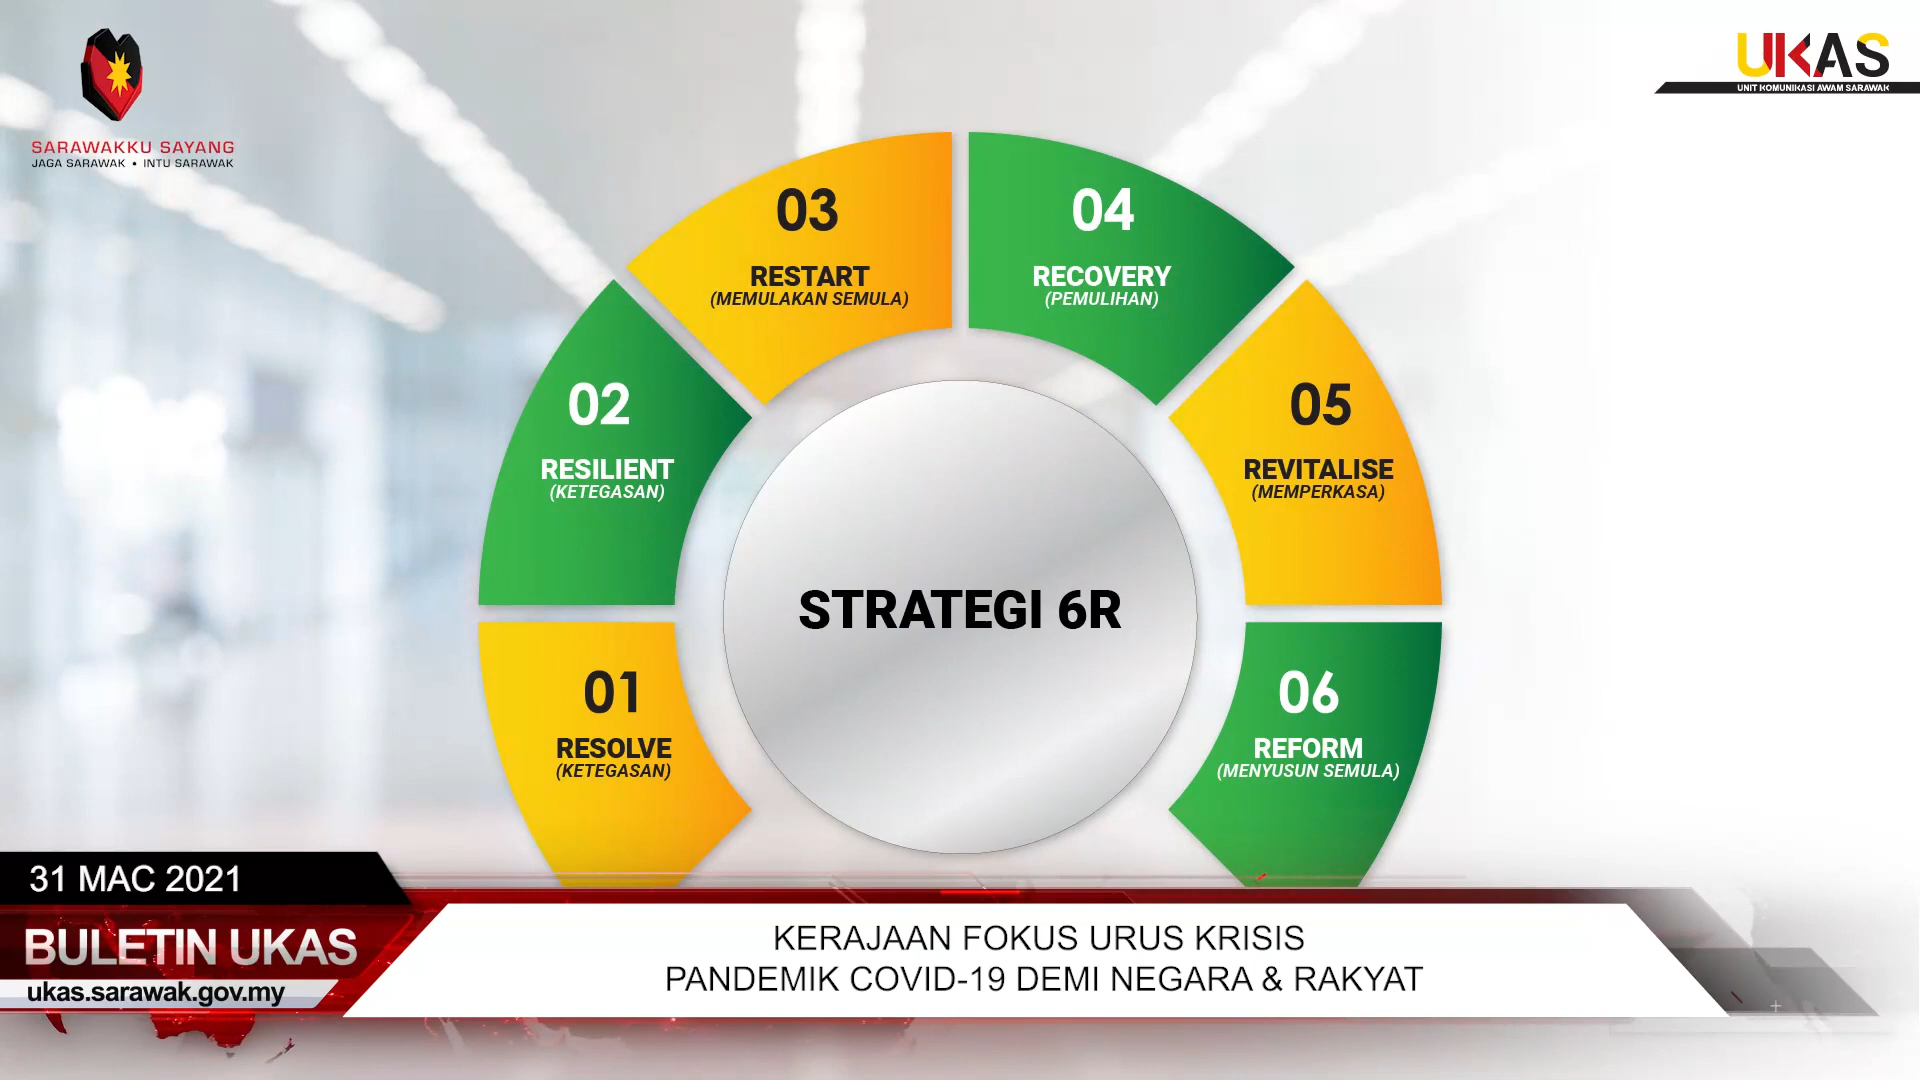 SARAWAKKU SAYANG
JAGA SARAWAK • INTU SARAWAK
UKAS
UNIT KOMUNIKASI AWAM SARAWAK
03
RESTART
(MEMULAKAN SEMULA)
04
RECOVERY
(PEMULIHAN)
02
RESILIENT
(KETEGASAN)
05
REVITALISE
(MEMPERKASA)
STRATEGI 6R
01
RESOLVE
(KETEGASAN)
06
REFORM
(MENYUSUN SEMULA)
31 MAC 2021
BULETIN UKAS
ukas.sarawak.gov.my
KERAJAAN FOKUS URUS KRISIS
PANDEMIK COVID-19 DEMI NEGARA & RAKYAT